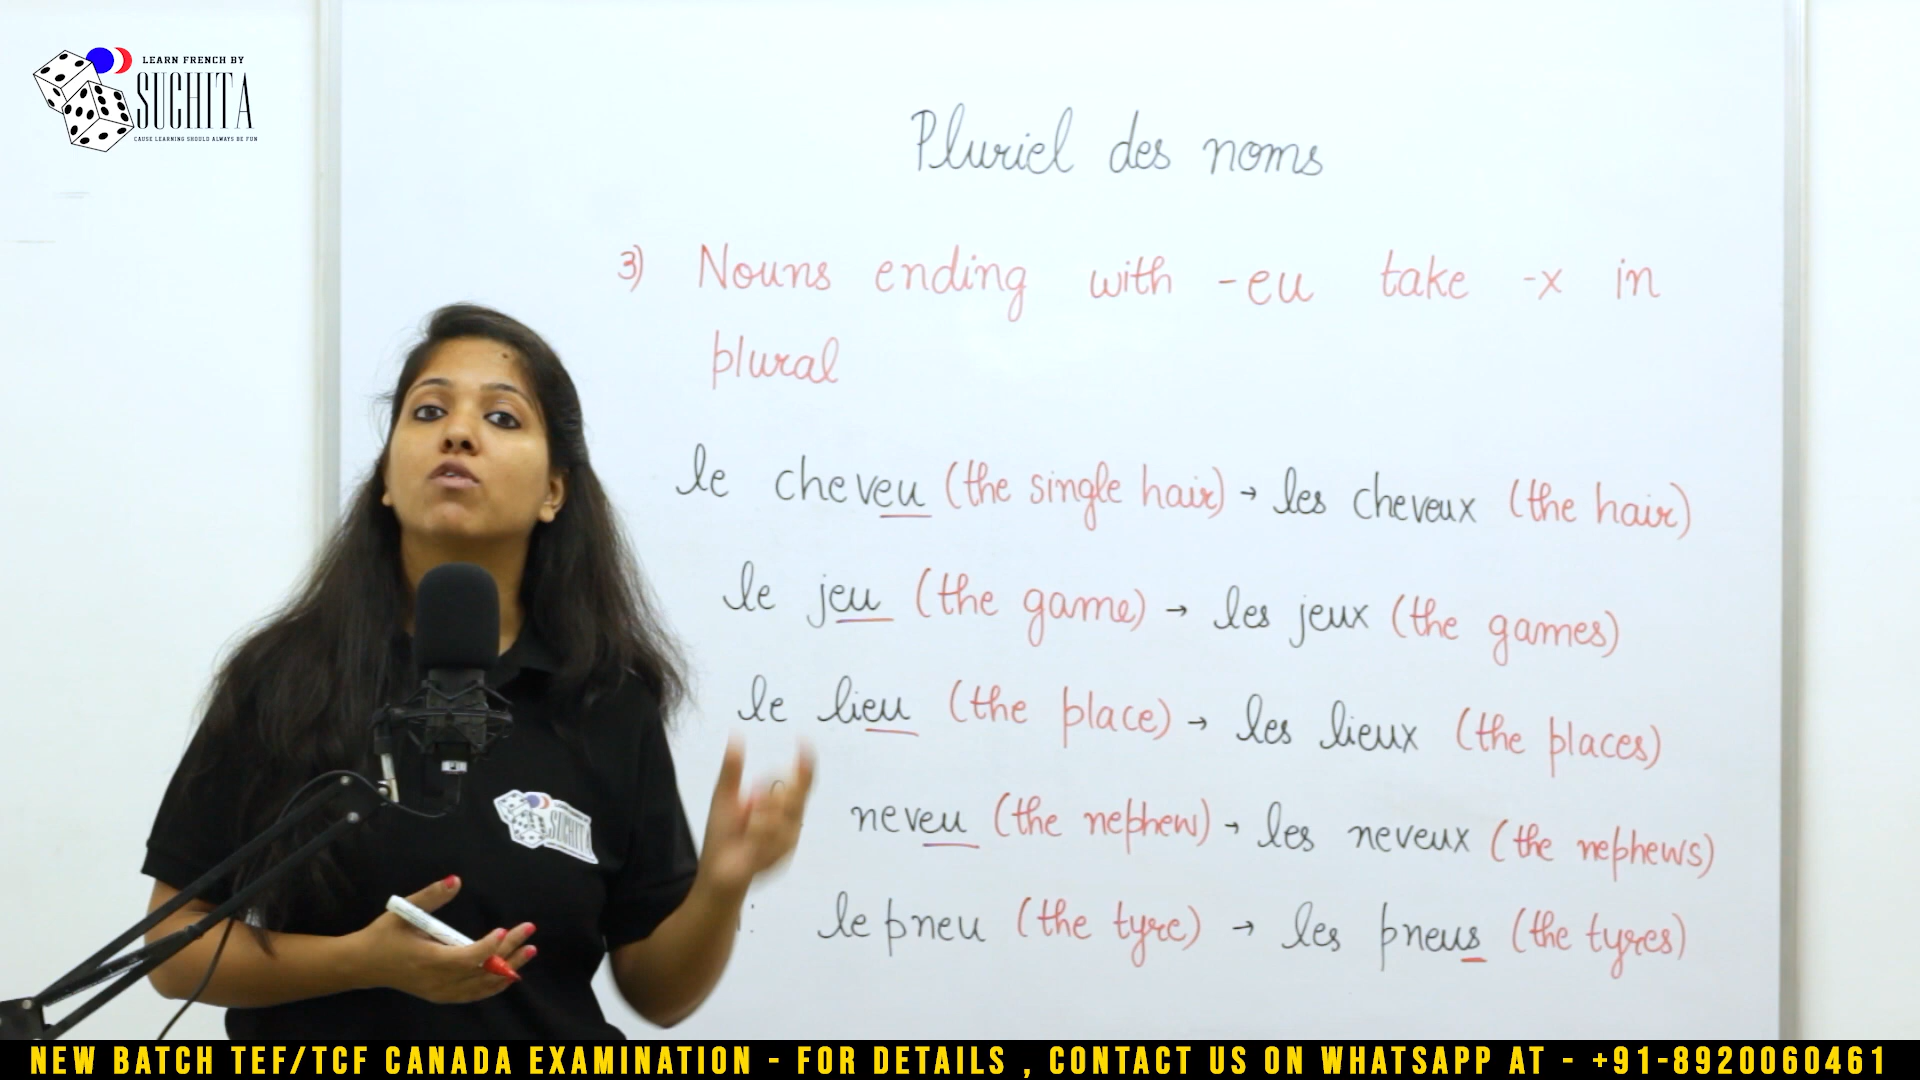 LEARN FRENCH BY
SUCHITA
CAUSE LEARNING SHOULD ALWAYS BE FUN
Pluriel des noms
3) Nouns ending with -eu take -x in
plural
le cheveu (the single hair) → les cheveux (the hair)
le jeu (the game) → les jeux (the games)
le lieu (the place) → les lieux (the places)
neveu (the nephew) → les neveux (the nephews)
le pneu (the tyre) → les pneus (the tyres)
SUCHITA
NEW BATCH TEF/TCF CANADA EXAMINATION - FOR DETAILS , CONTACT US ON WHATSAPP AT - +91-8920060461